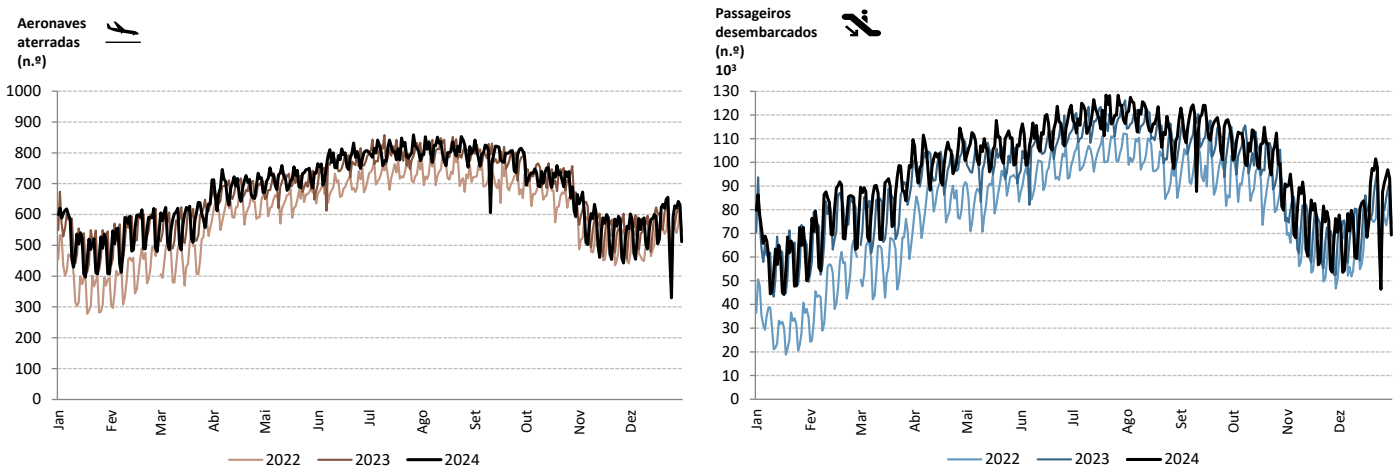 Aeronaves
aterradas
(n.º)
1000
900
800
700
600
500
400
300
200
100
0
Jan
Fev
Mar
Abr
Mai
Jun
Jul
Ago
Set
Out
Nov
Dez
2022
2023
2024
Passageiros
desembarcados
(n.º)
10³
130
120
110
100
90
80
70
60
50
40
30
20
10
0
Jan
Fev
Mar
Abr
Mai
Jun
Jul
Ago
Set
Out
Nov
Dez
2022
2023
2024